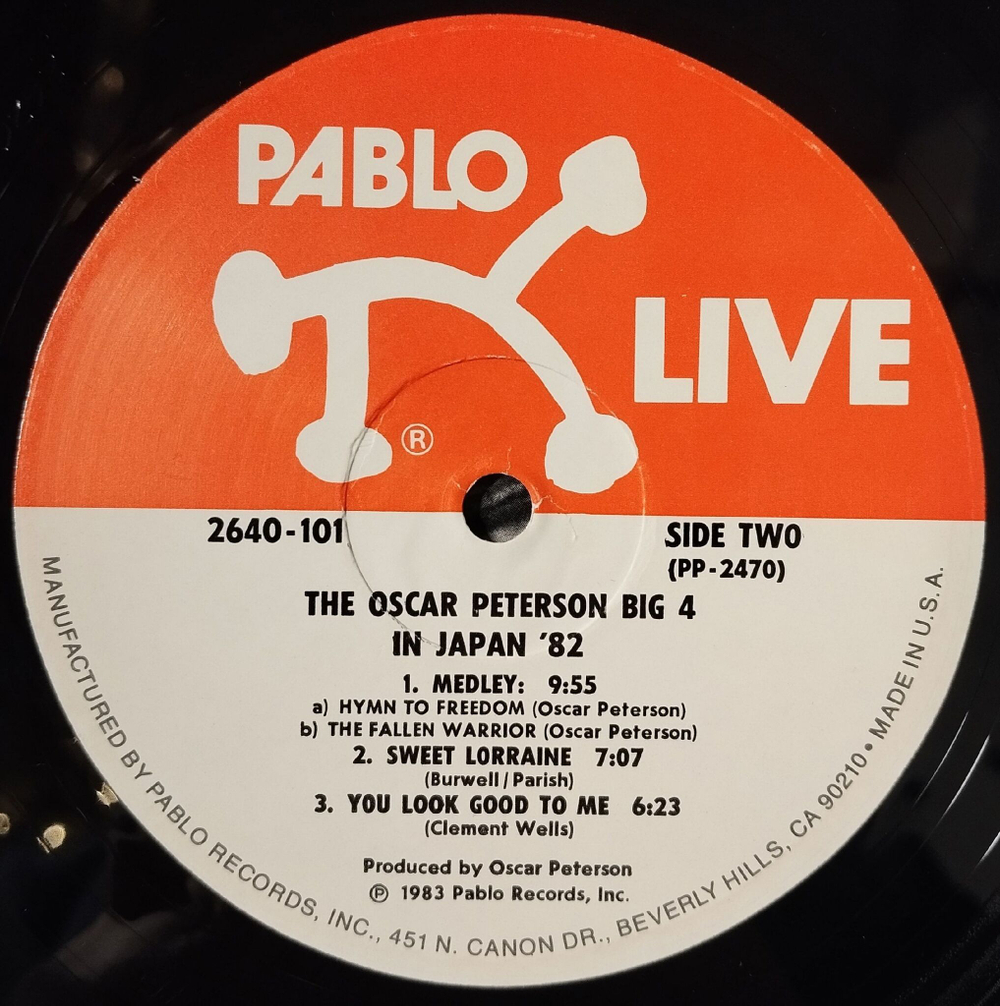 PABLO
LIVE
®
2640-101
SIDE TWO
(PP-2470)
THE OSCAR PETERSON BIG 4
IN JAPAN '82
1. MEDLEY: 9:55
a) HYMN TO FREEDOM (Oscar Peterson)
b) THE FALLEN WARRIOR (Oscar Peterson)
2. SWEET LORRAINE 7:07
(Burwell/Parish)
3. YOU LOOK GOOD TO ME 6:23
(Clement Wells)
Produced by Oscar Peterson
℗ 1983 Pablo Records, Inc.
MANUFACTURED BY PABLO RECORDS, INC., 451 N. CANON DR., BEVERLY HILLS, CA 90210 • MADE IN U.S.A.